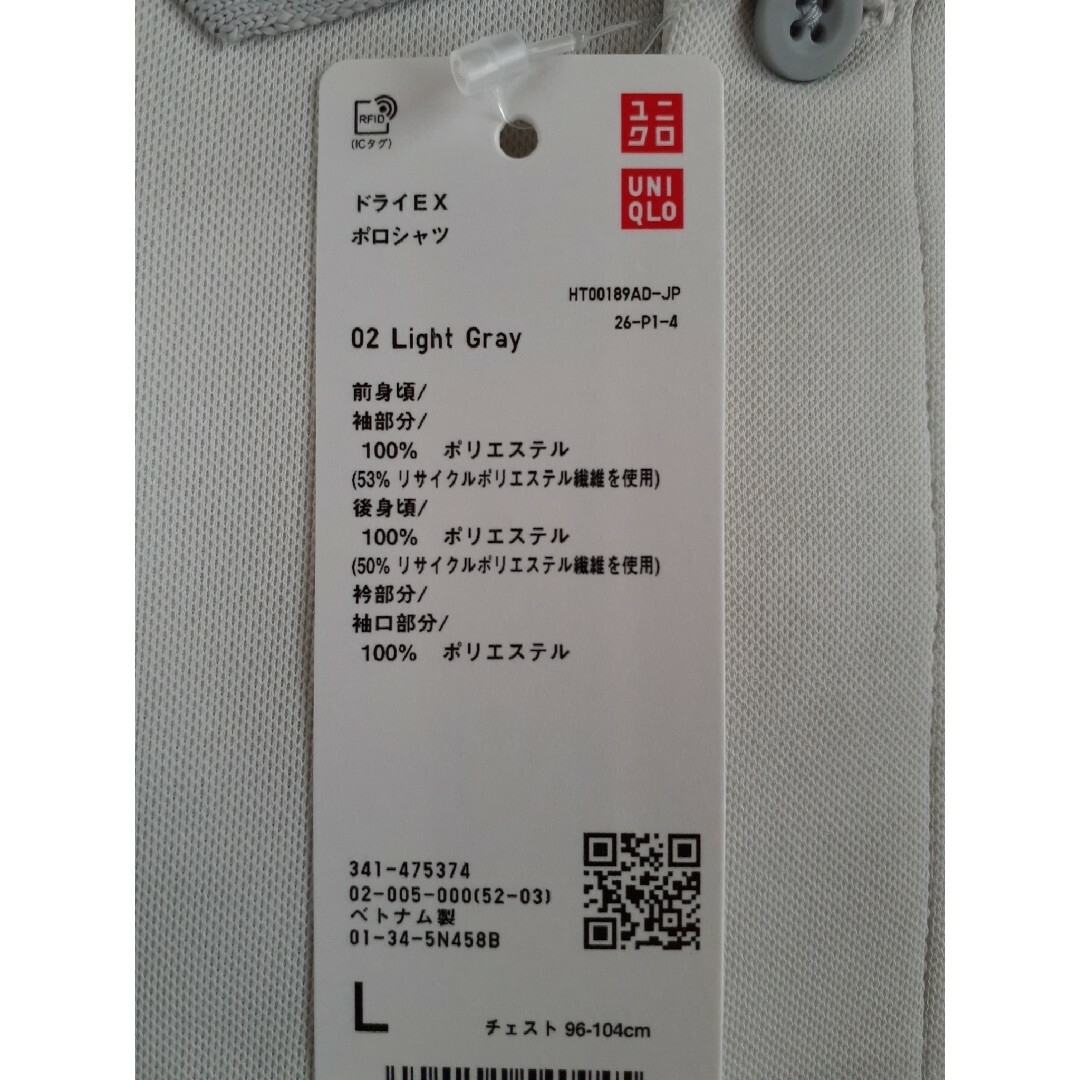 RFID
(ICタグ)
ユニ
クロ
UNI
QLO
ドライEX
ポロシャツ
HT00189AD-JP
26-P1-4
02 Light Gray
前身頃/
袖部分/
100% ポリエステル
(53% リサイクルポリエステル繊維を使用)
後身頃/
100% ポリエステル
(50% リサイクルポリエステル繊維を使用)
衿部分/
袖口部分/
100% ポリエステル
341-475374
02-005-000(52-03)
ベトナム製
01-34-5N458B
L
チェスト 96-104cm